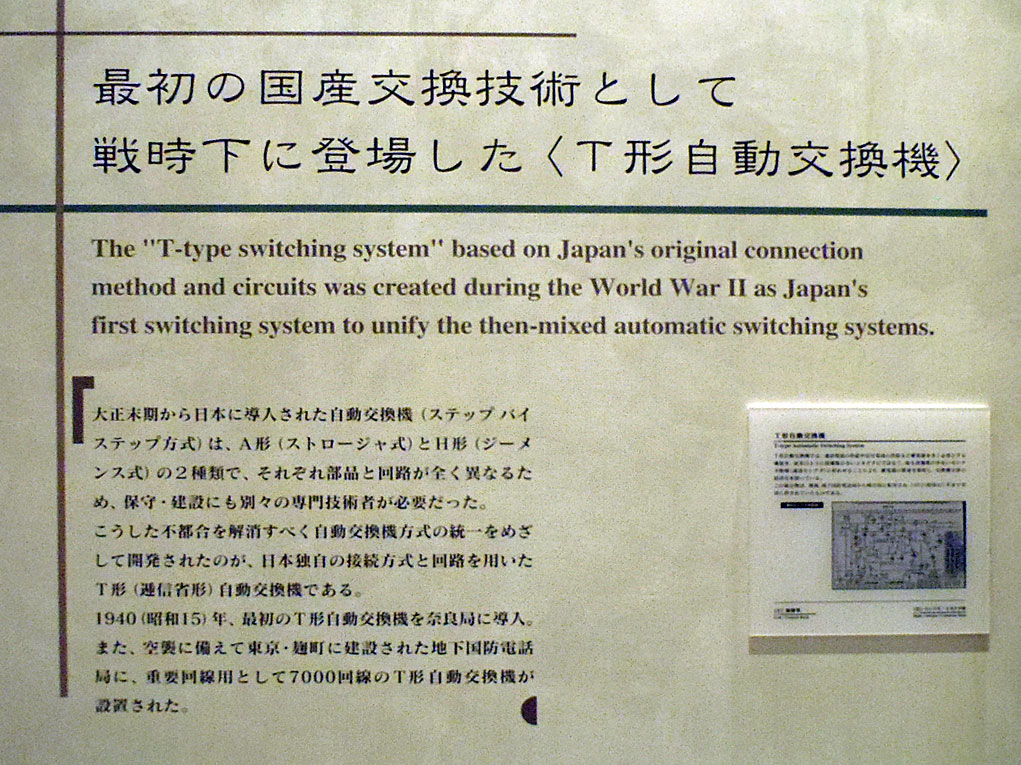 最初の国産交換技術として
戦時下に登場した〈T形自動交換機〉
The "T-type switching system" based on Japan's original connection
method and circuits was created during the World War II as Japan's
first switching system to unify the then-mixed automatic switching systems.
大正末期から日本に導入された自動交換機（ステップ バイ
ステップ方式）は、A形（ストロージャ式）とH形（ジーメ
ンス式）の2種類で、それぞれ部品と回路が全く異なるた
め、保守・建設にも別々の専門技術者が必要だった。
こうした不都合を解消すべく自動交換機方式の統一をめざ
して開発されたのが、日本独自の接続方式と回路を用いた
T形（逓信省形）自動交換機である。
1940（昭和15）年、最初のT形自動交換機を奈良局に導入。
また、空襲に備えて東京・麹町に建設された地下国防電話
局に、重要回線用として7000回線のT形自動交換機が
設置された。
T形自動交換機
T-type Automatic Switching System